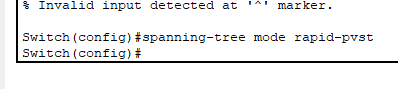 % Invalid input detected at '^' marker.
Switch(config)#spanning-tree mode rapid-pvst
Switch(config)#